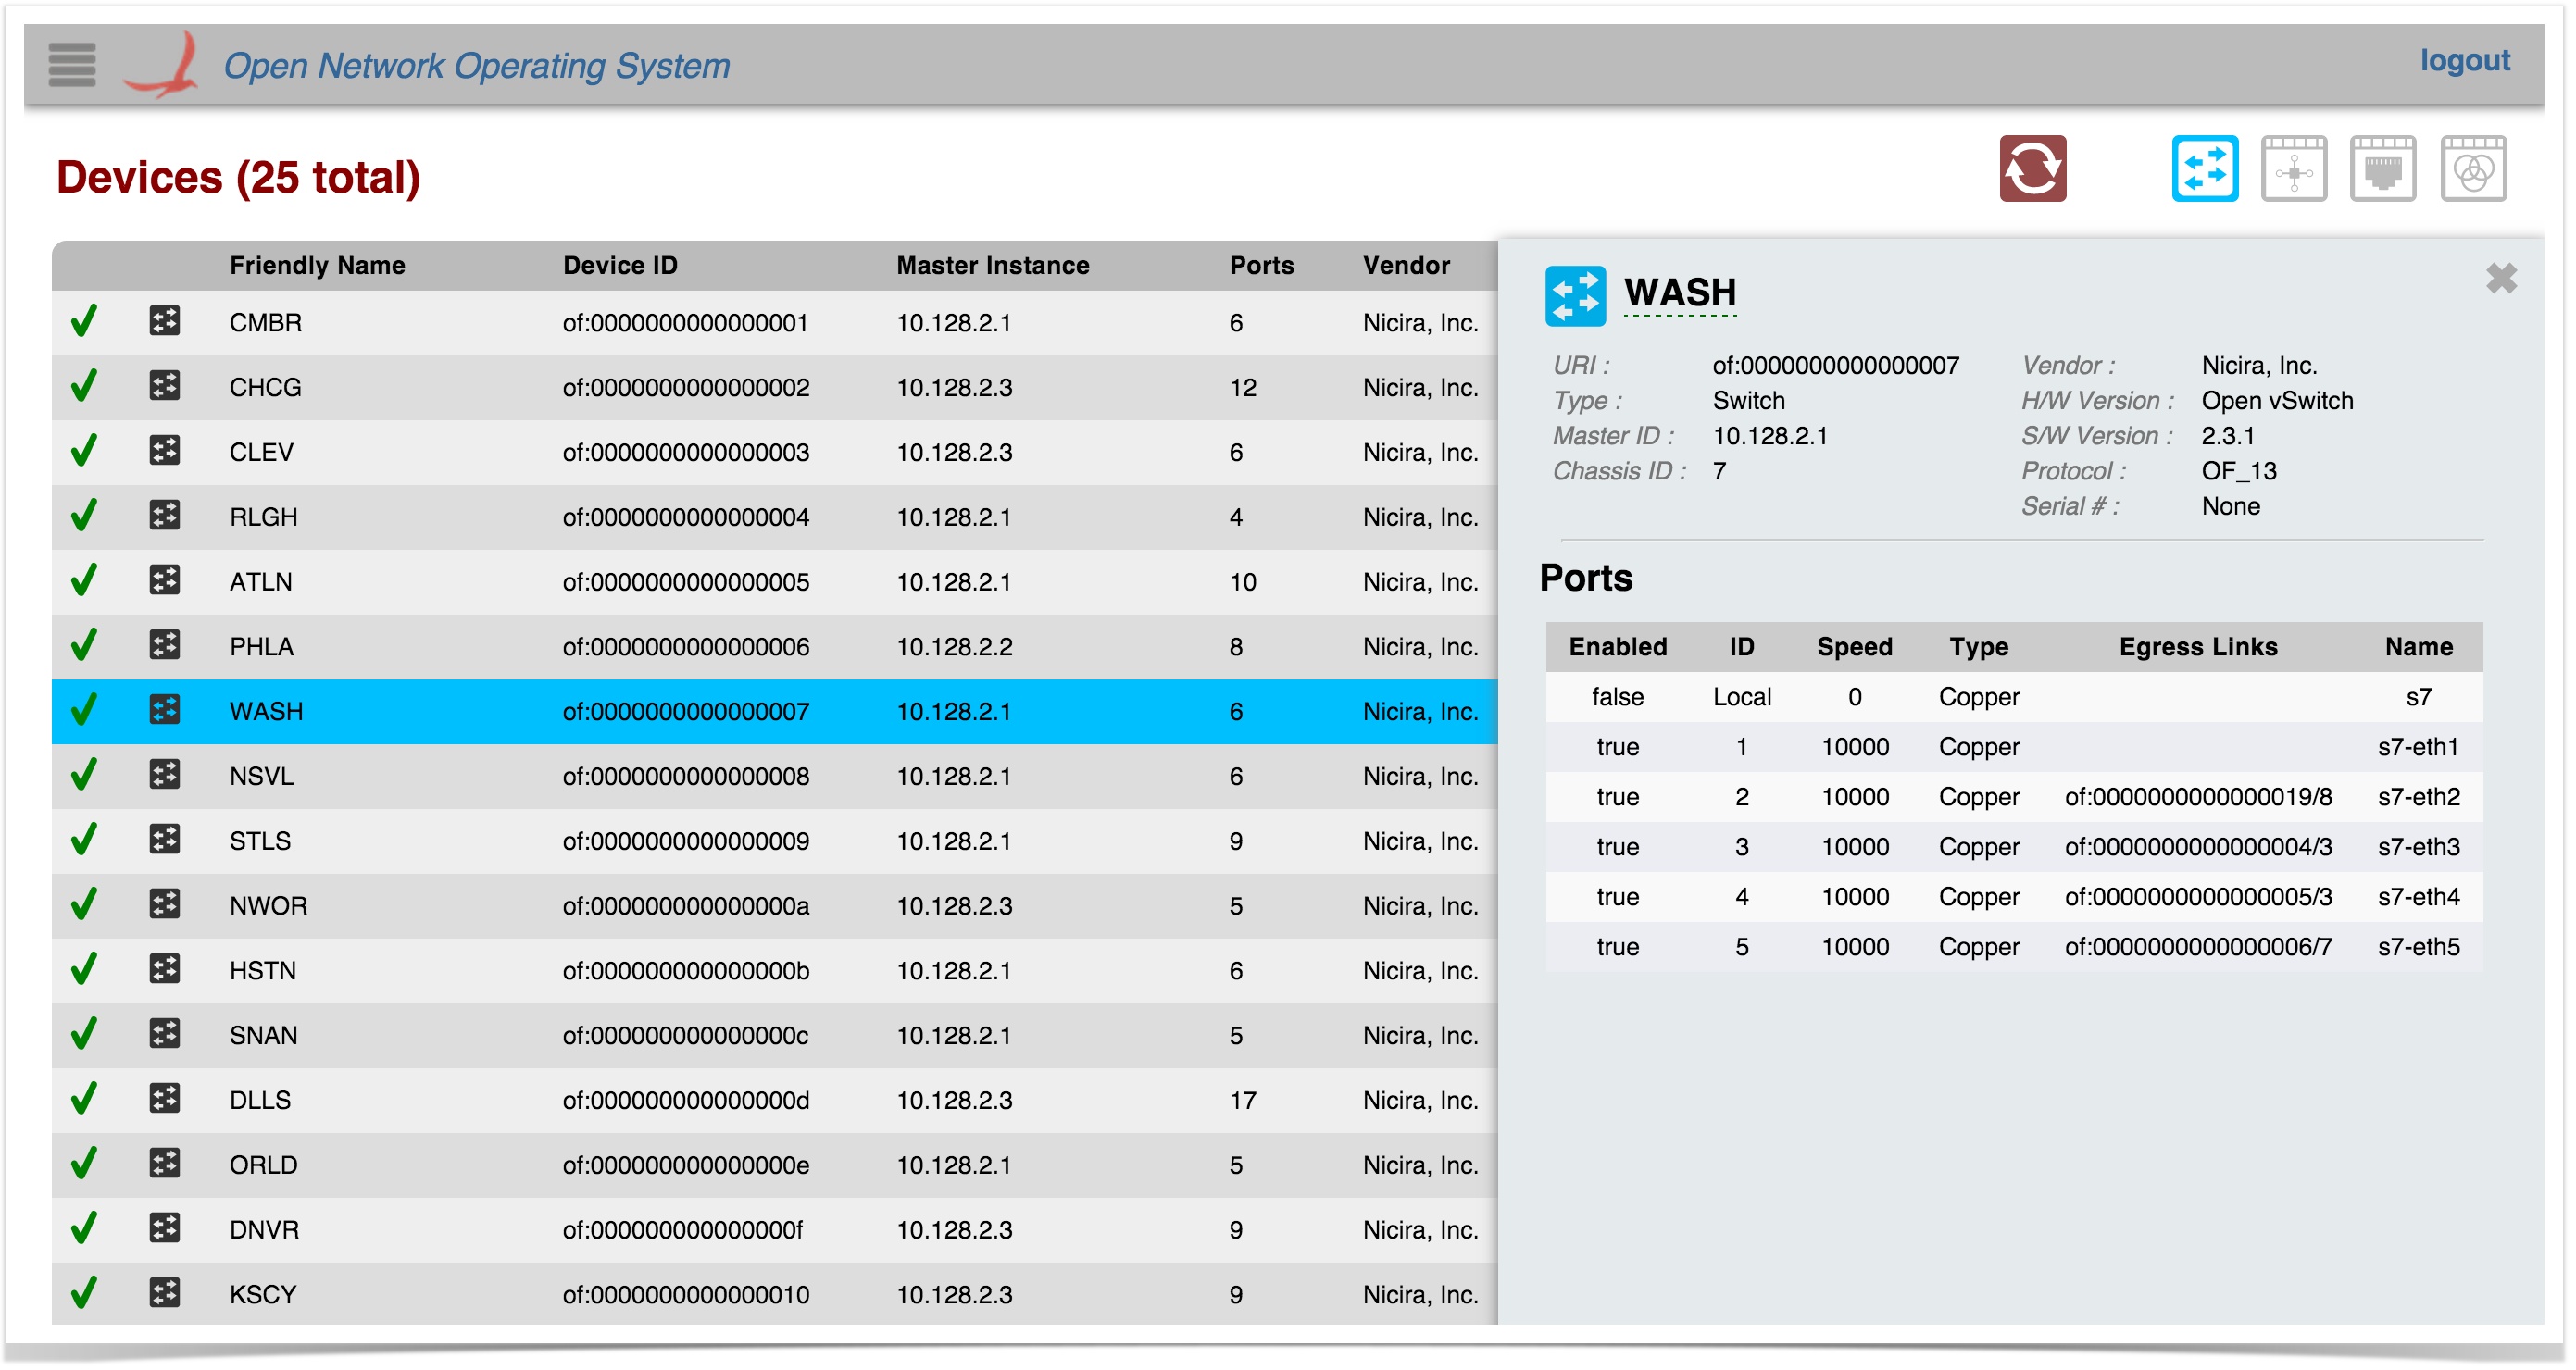 Open Network Operating System
logout
Devices (25 total)
Friendly Name Device ID Master Instance Ports Vendor
CMBR of:0000000000000001 10.128.2.1 6 Nicira, Inc.
CHCG of:0000000000000002 10.128.2.3 12 Nicira, Inc.
CLEV of:0000000000000003 10.128.2.3 6 Nicira, Inc.
RLGH of:0000000000000004 10.128.2.1 4 Nicira, Inc.
ATLN of:0000000000000005 10.128.2.1 10 Nicira, Inc.
PHLA of:0000000000000006 10.128.2.2 8 Nicira, Inc.
WASH of:0000000000000007 10.128.2.1 6 Nicira, Inc.
NSVL of:0000000000000008 10.128.2.1 6 Nicira, Inc.
STLS of:0000000000000009 10.128.2.1 9 Nicira, Inc.
NWOR of:000000000000000a 10.128.2.3 5 Nicira, Inc.
HSTN of:000000000000000b 10.128.2.1 6 Nicira, Inc.
SNAN of:000000000000000c 10.128.2.1 5 Nicira, Inc.
DLLS of:000000000000000d 10.128.2.3 17 Nicira, Inc.
ORLD of:000000000000000e 10.128.2.1 5 Nicira, Inc.
DNVR of:000000000000000f 10.128.2.3 9 Nicira, Inc.
KSCY of:0000000000000010 10.128.2.3 9 Nicira, Inc.
WASH
URI : of:0000000000000007 Vendor : Nicira, Inc.
Type : Switch H/W Version : Open vSwitch
Master ID : 10.128.2.1 S/W Version : 2.3.1
Chassis ID : 7 Protocol : OF_13
Serial # : None
Ports
Enabled ID Speed Type Egress Links Name
false Local 0 Copper s7
true 1 10000 Copper s7-eth1
true 2 10000 Copper of:0000000000000019/8 s7-eth2
true 3 10000 Copper of:0000000000000004/3 s7-eth3
true 4 10000 Copper of:0000000000000005/3 s7-eth4
true 5 10000 Copper of:0000000000000006/7 s7-eth5